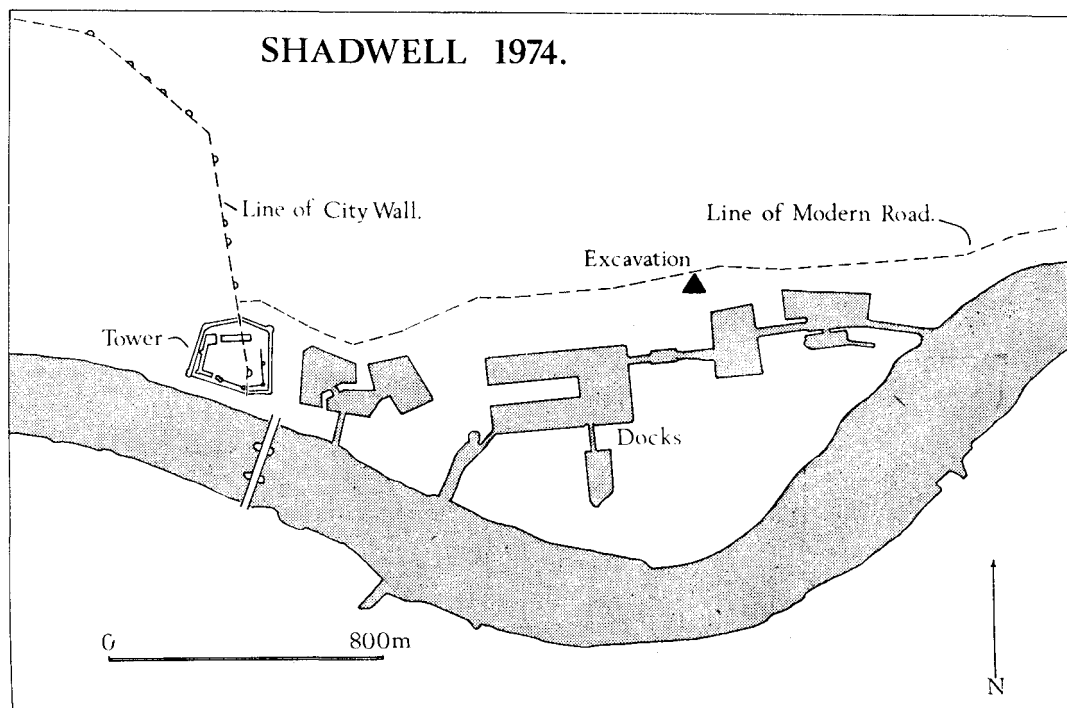 SHADWELL 1974.
Line of City Wall.
Line of Modern Road.
Excavation
Tower
Docks
0 800m
N